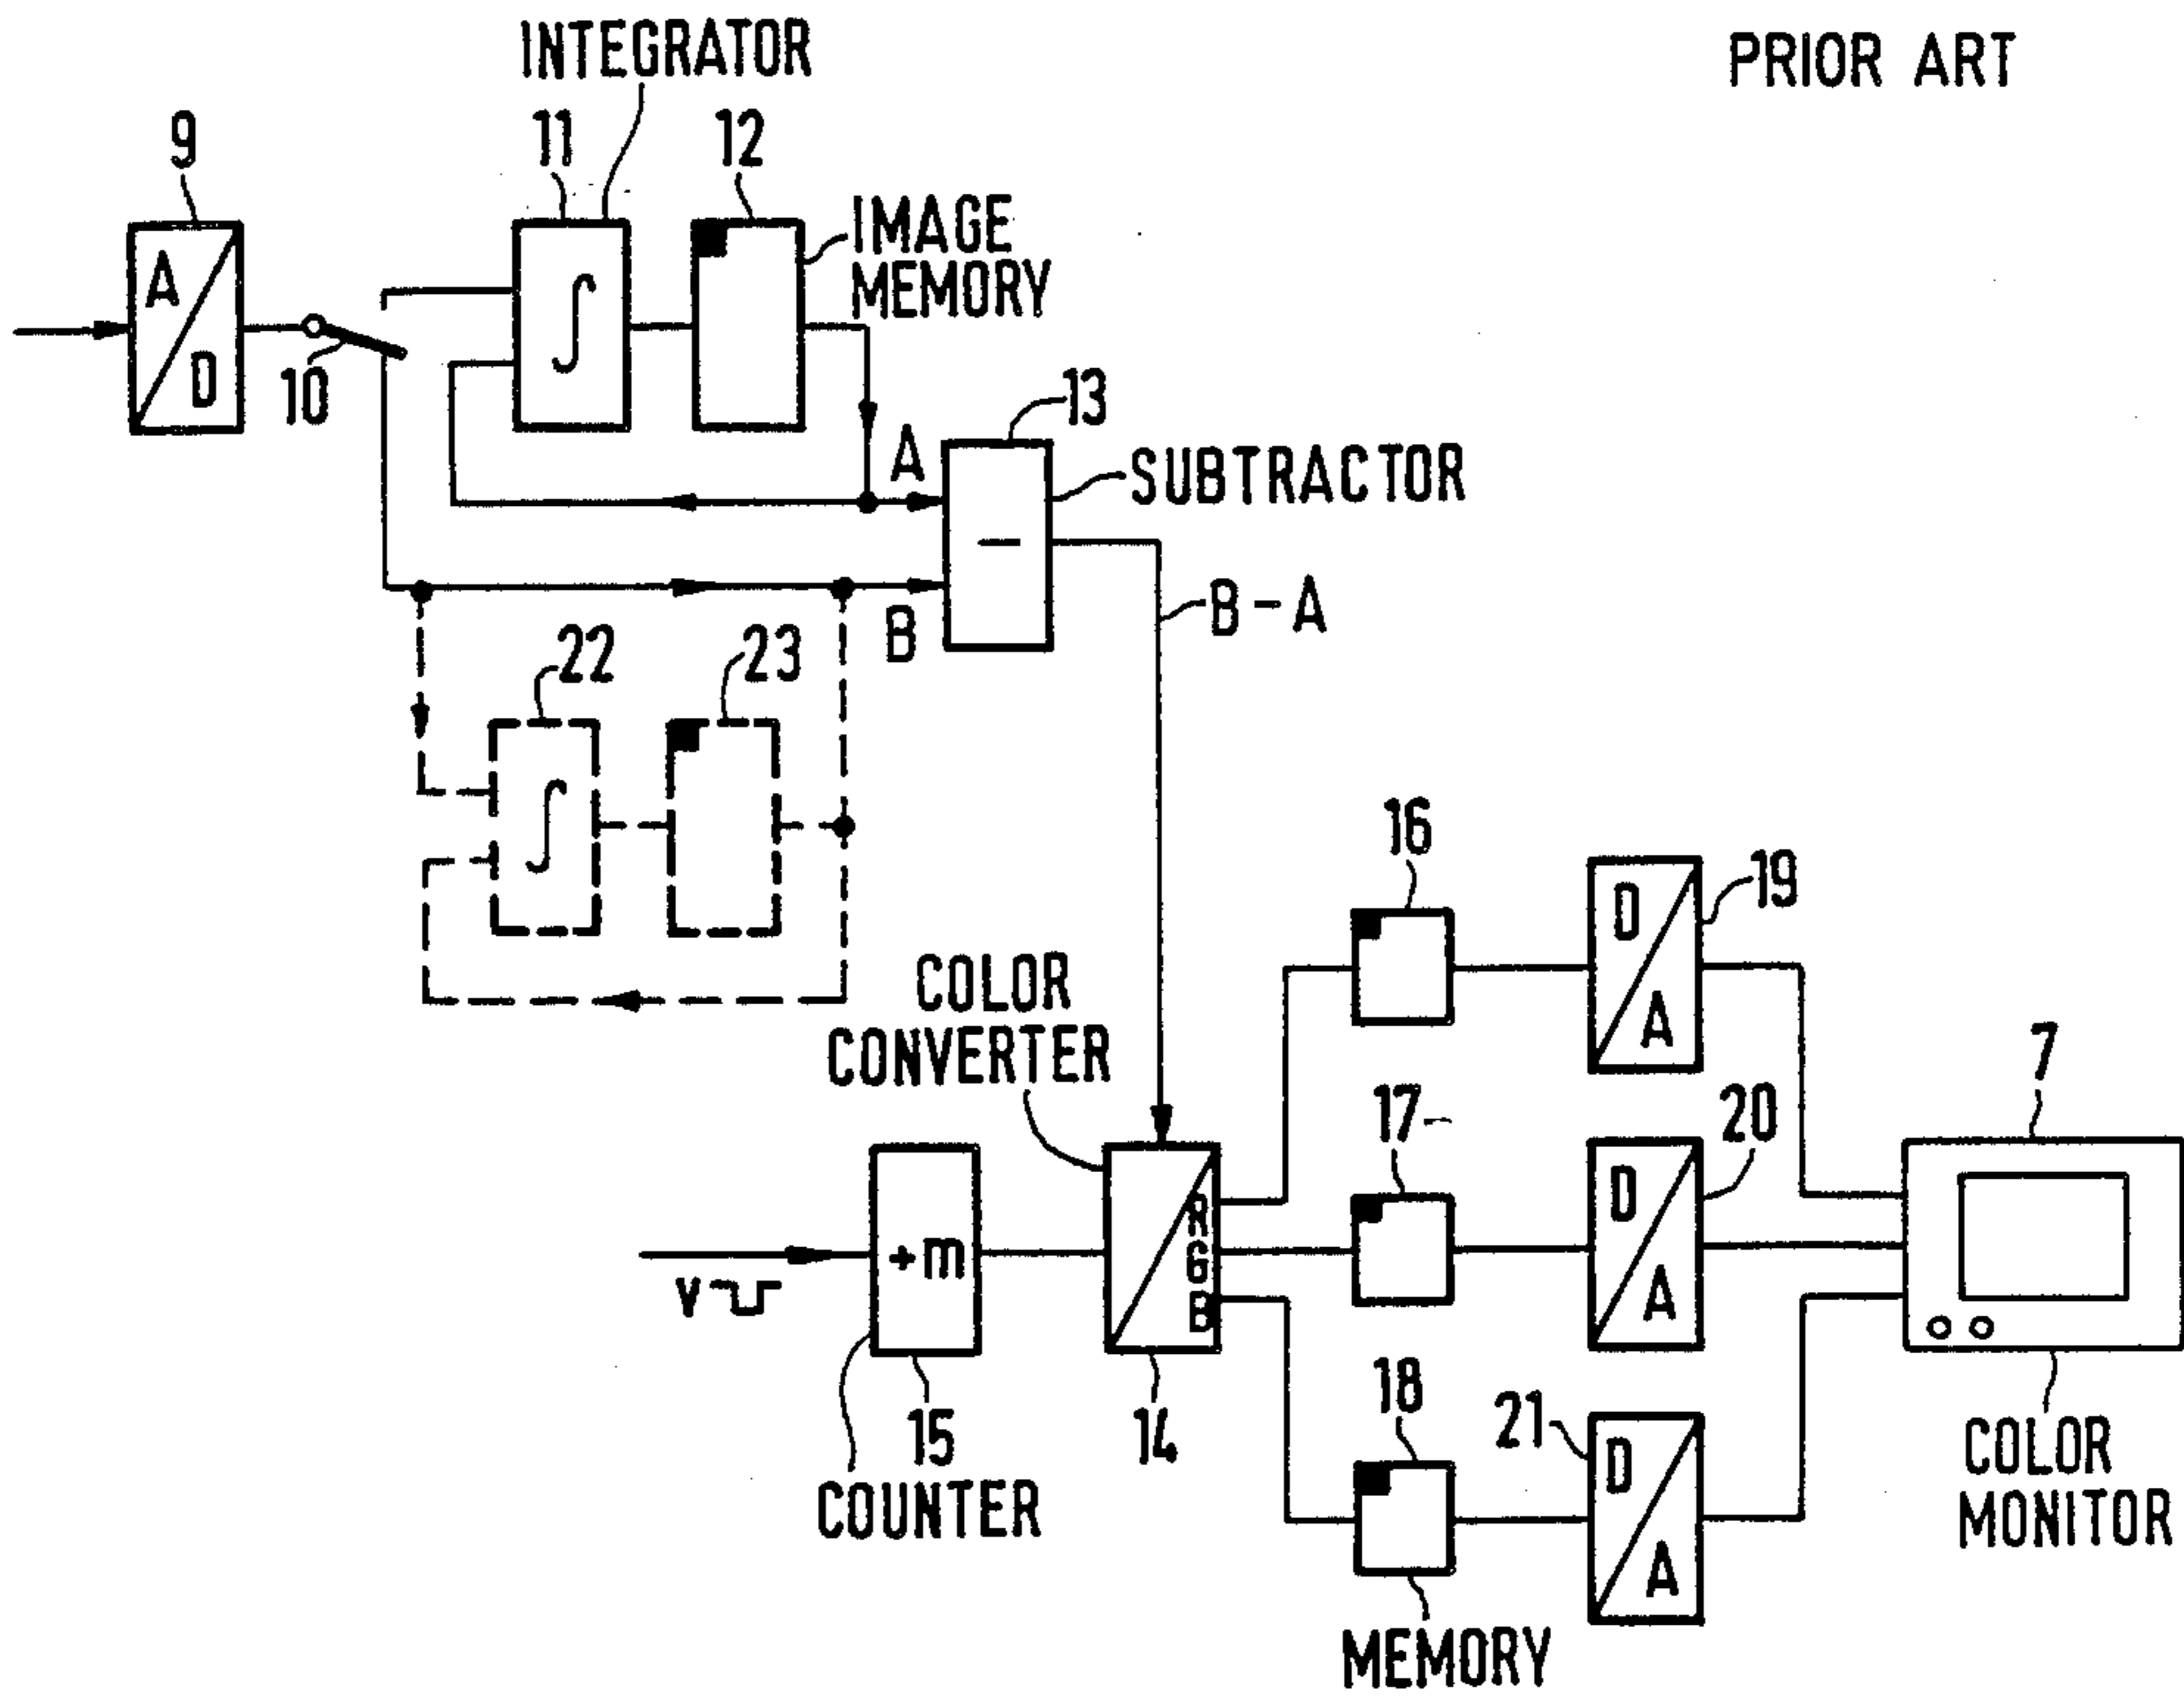 INTEGRATOR
PRIOR ART
9
11
12
IMAGE
MEMORY
A
D
10
∫
13
A
SUBTRACTOR
−
B
B-A
22
23
∫
16
19
D
A
COLOR
CONVERTER
7
17
20
D
A
R
G
B
+m
V
15
14
18
21
D
A
COUNTER
COLOR
MONITOR
MEMORY